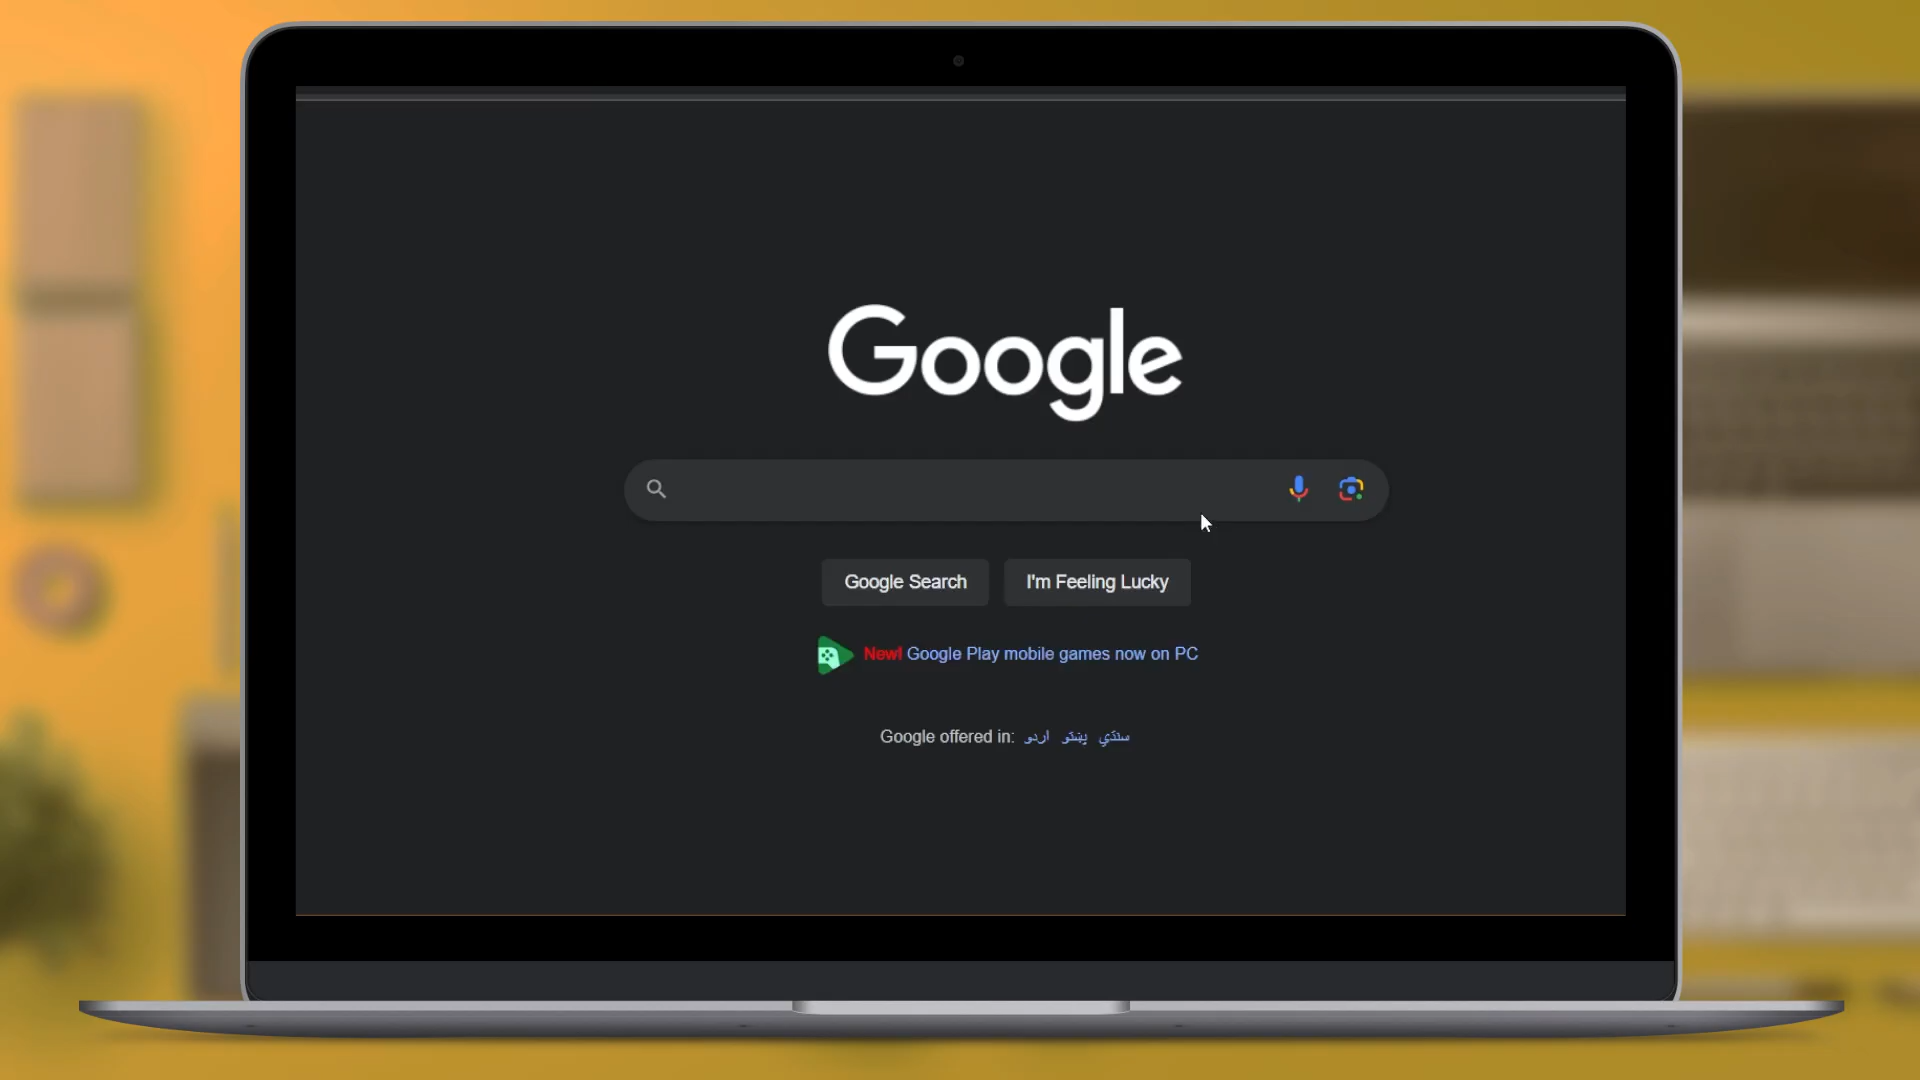 Google
Google Search
I'm Feeling Lucky
New! Google Play mobile games now on PC
Google offered in: اردو پښتو سنڌي